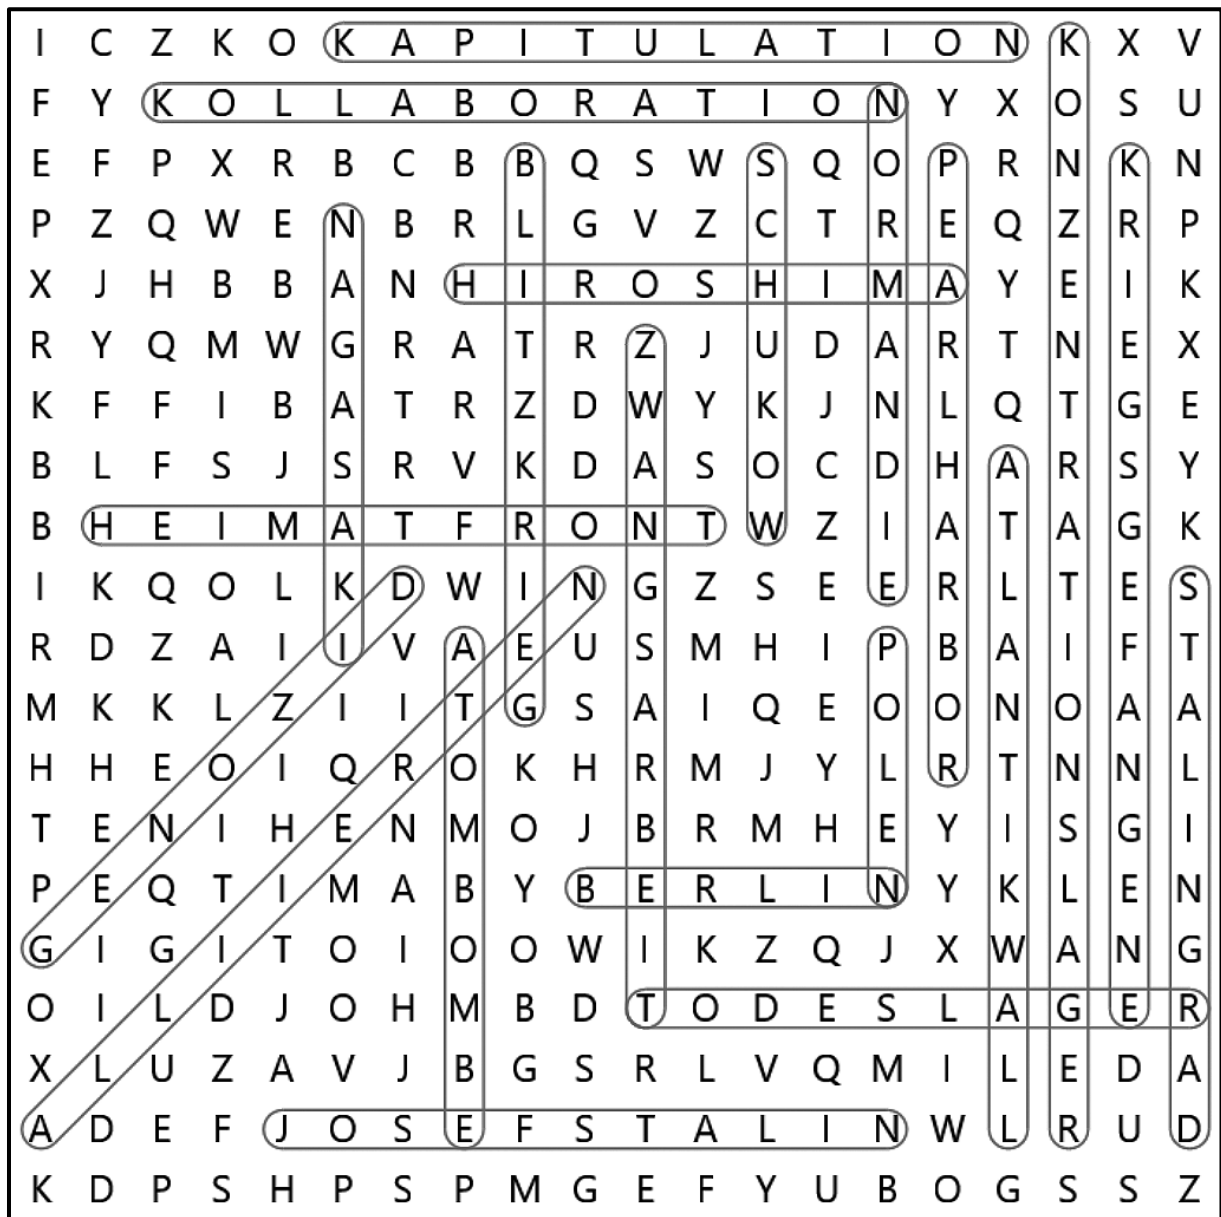 I C Z K O K A P I T U L A T I O N K X V
F Y K O L L A B O R A T I O N Y X O S U
E F P X R B C B B Q S W S Q O P R N K N
P Z Q W E N B R L G V Z C T R E Q Z R P
X J H B B A N H I R O S H I M A Y E I K
R Y Q M W G R A T R Z J U D A R T N E X
K F F I B A T R Z D W Y K J N L Q T G E
B L F S J S R V K D A S O C D H A R S Y
B H E I M A T F R O N T W Z I A T A G K
I K Q O L K D W I N G Z S E E R L T E S
R D Z A I I V A E U S M H I P B A I F T
M K K L Z I I T G S A I Q E O O N O A A
H H E O I Q R O K H R M J Y L R T N N L
T E N I H E N M O J B R M H E Y I S G I
P E Q T I M A B Y B E R L I N Y K L E N
G I G I T O I O O W I K Z Q J X W A N G
O I L D J O H M B D T O D E S L A G E R
X L U Z A V J B G S R L V Q M I L E D A
A D E F J O S E F S T A L I N W L R U D
K D P S H P S P M G E F Y U B O G S S Z